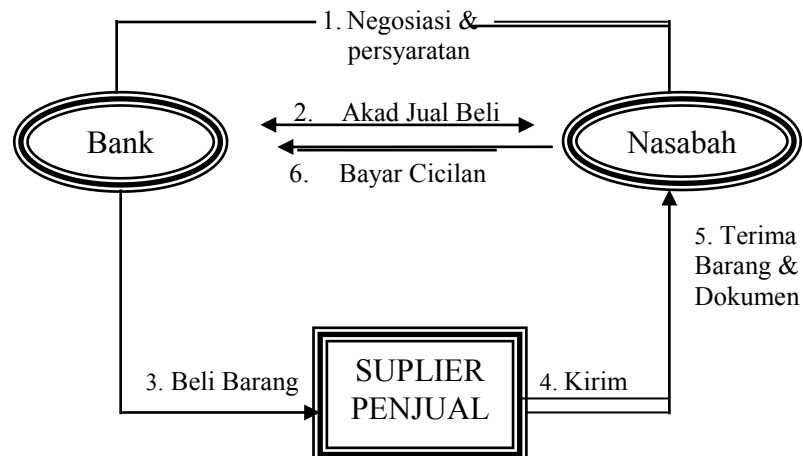 1. Negosiasi &
persyaratan
Bank
2. Akad Jual Beli
Nasabah
6. Bayar Cicilan
5. Terima
Barang &
Dokumen
3. Beli Barang
SUPLIER
PENJUAL
4. Kirim